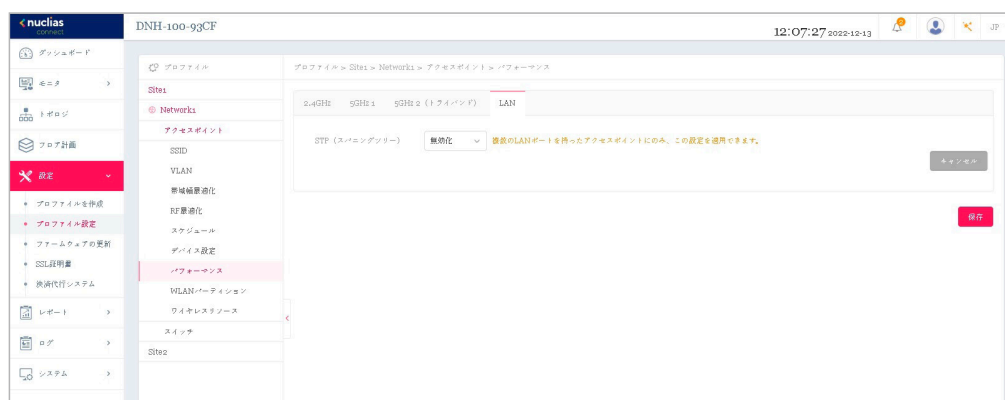 nuclias
connect
DNH-100-93CF
12:07:27 2022-12-13
2
JP
ダッシュボード
モニタ
トポロジ
フロア計画
設定
プロファイルを作成
プロファイル設定
ファームウェアの更新
SSL証明書
決済代行システム
レポート
ログ
システム
プロファイル
Site1
Network1
アクセスポイント
SSID
VLAN
帯域幅最適化
RF最適化
スケジュール
デバイス設定
パフォーマンス
WLANパーティション
ワイヤレスリソース
スイッチ
Site2
プロファイル > Site1 > Network1 > アクセスポイント > パフォーマンス
2.4GHz 5GHz 1 5GHz 2 (トライバンド) LAN
STP (スパニングツリー) 無効化 複数のLANポートを持ったアクセスポイントにのみ、この設定を適用できます。
キャンセル
保存